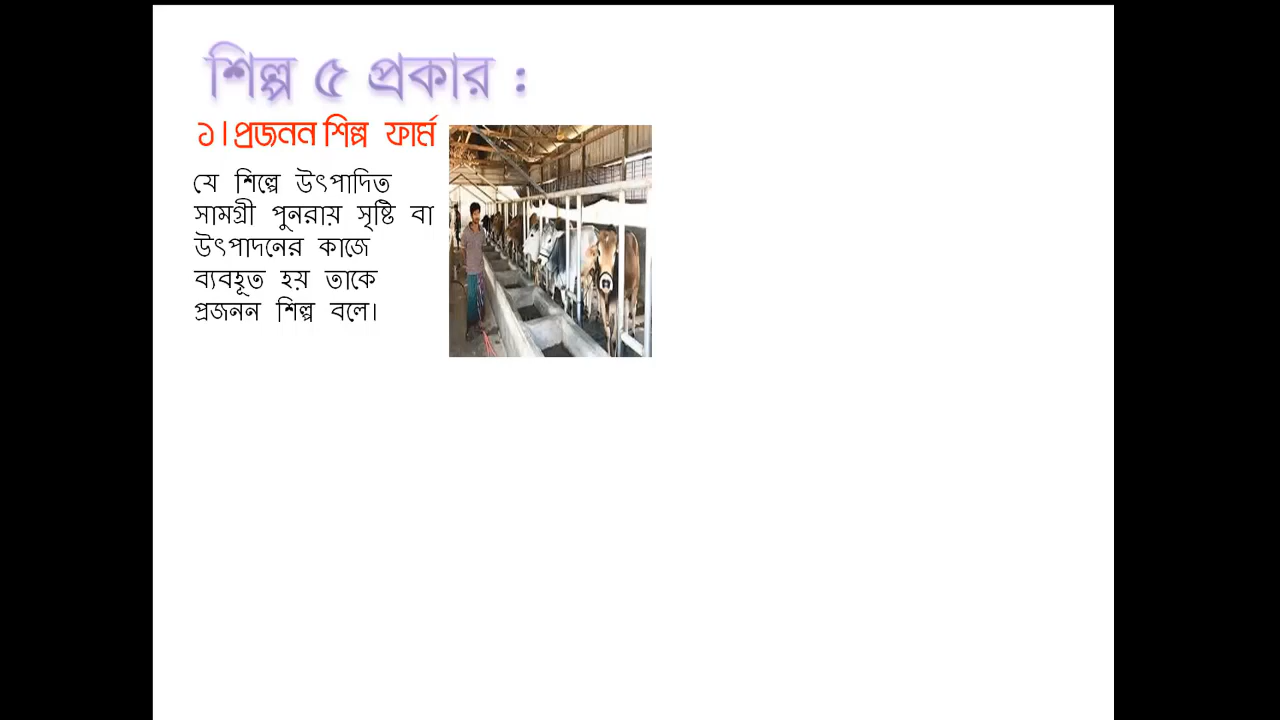 শিল্প ৫ প্রকার :
১। প্রজনন শিল্প ফার্ম
যে শিল্পে উৎপাদিত
সামগ্রী পুনরায় সৃষ্টি বা
উৎপাদনের কাজে
ব্যবহূত হয় তাকে
প্রজনন শিল্প বলে।